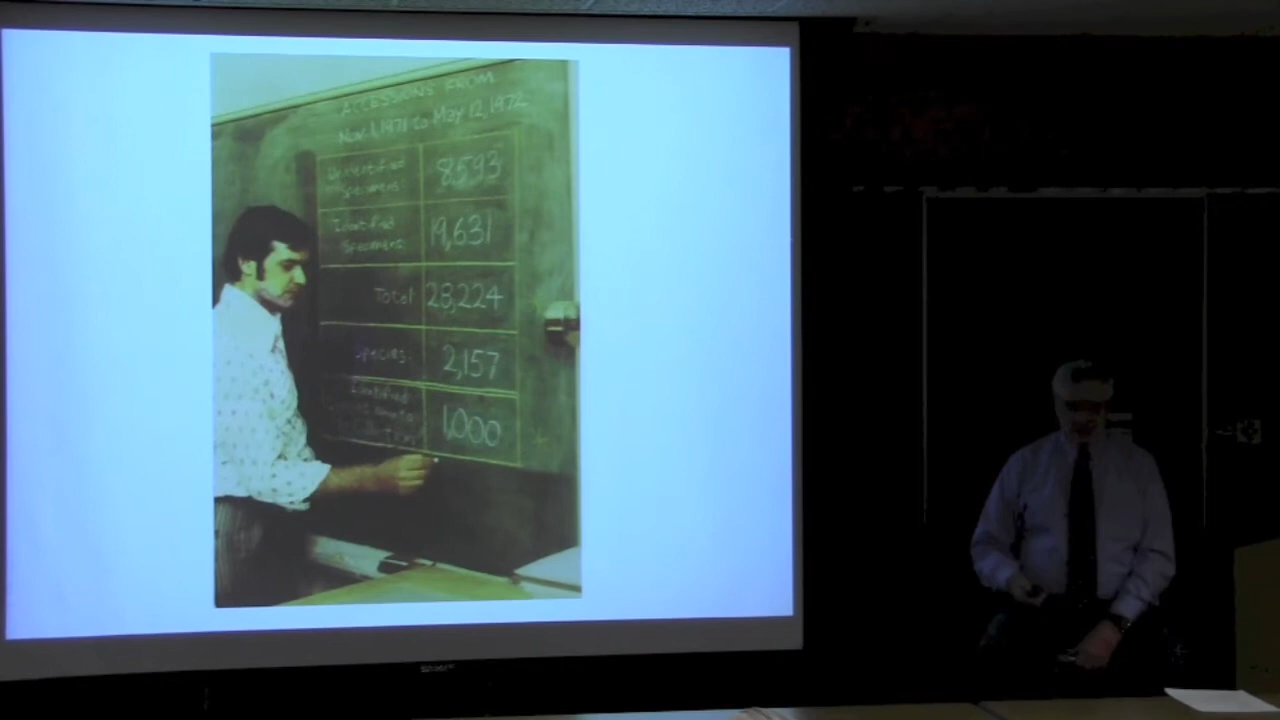 ACCESSIONS FROM
Nov 1, 1971 to May 12, 1972
Unidentified
Specimens
8593
Identified
Specimens
19,631
Total
28,224
Species
2,157
Identified
1,000